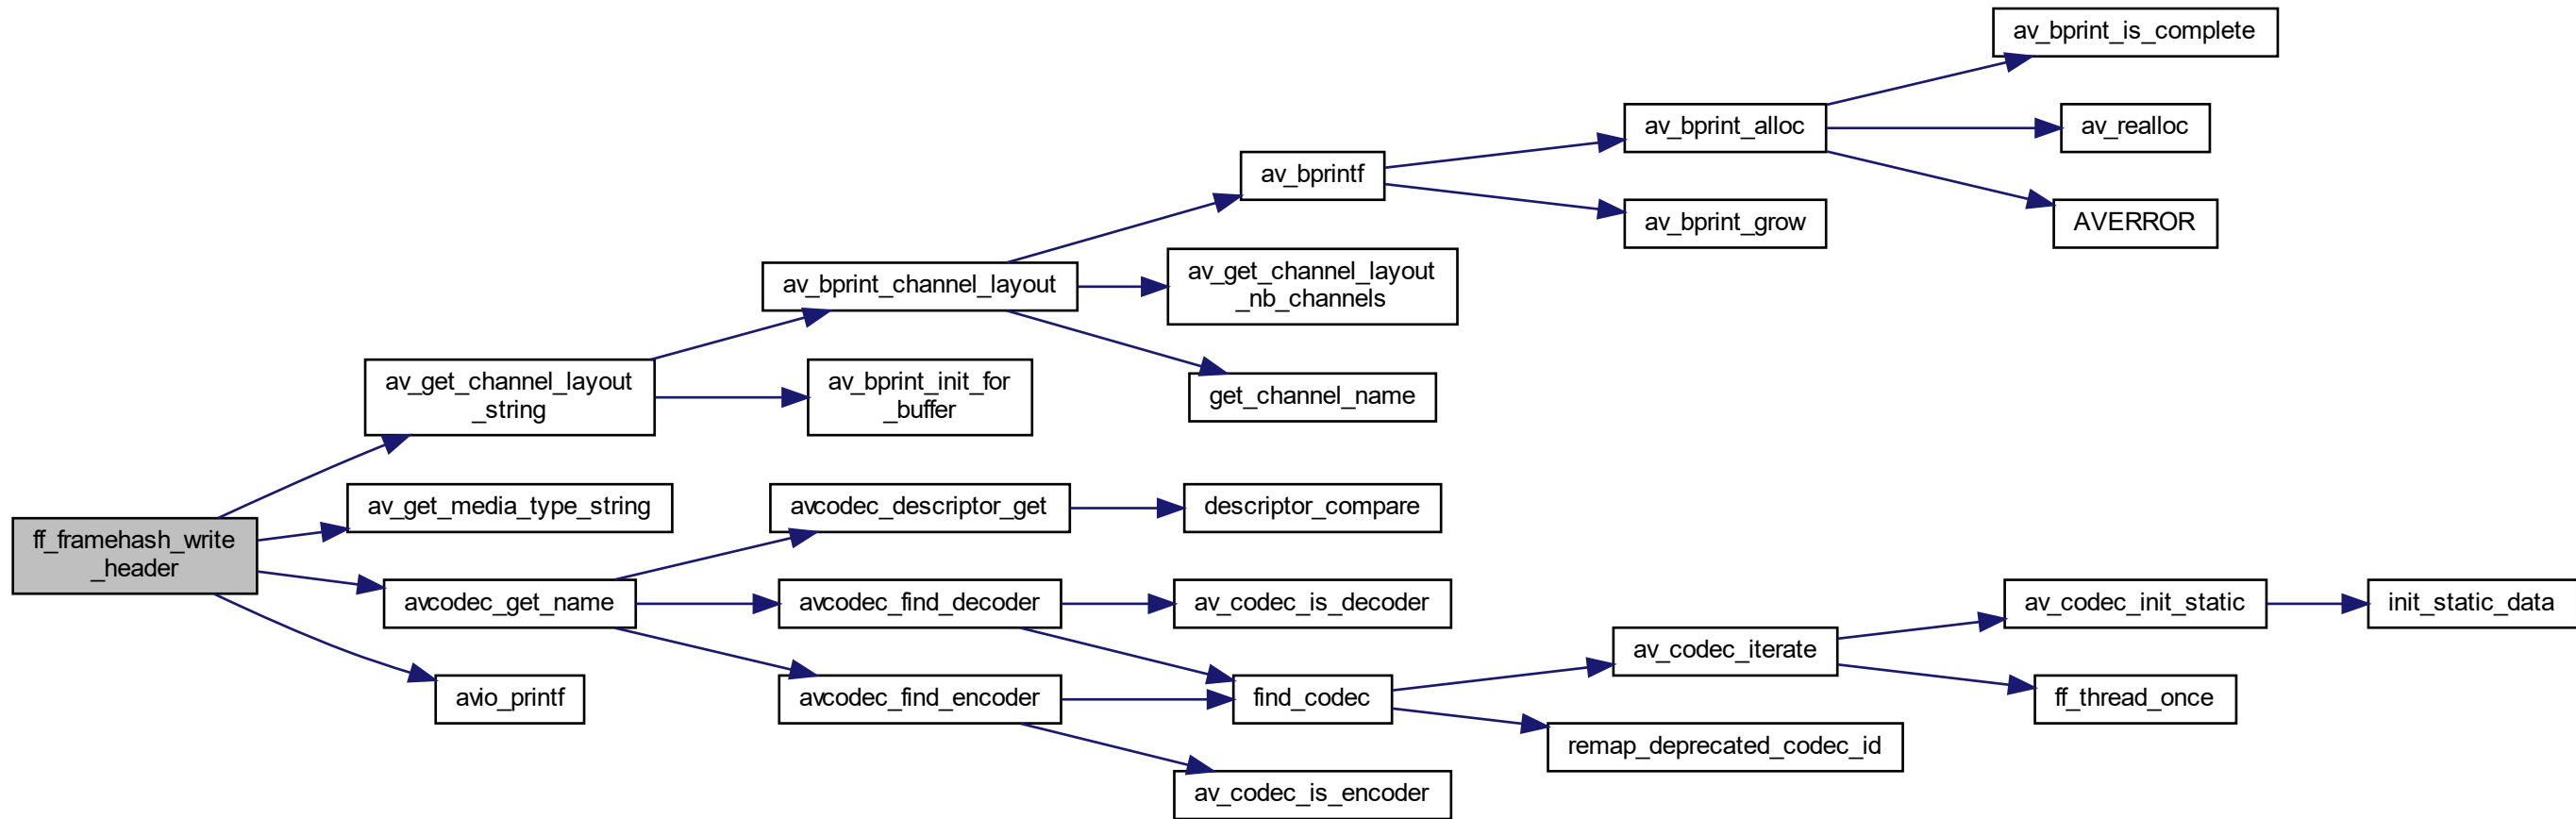 av_bprint_is_complete
av_bprint_alloc
av_realloc
av_bprintf
av_bprint_grow
AVERROR
av_bprint_channel_layout
av_get_channel_layout
_nb_channels
av_get_channel_layout
_string
av_bprint_init_for
_buffer
get_channel_name
ff_framehash_write
_header
av_get_media_type_string
avcodec_descriptor_get
descriptor_compare
avcodec_get_name
avcodec_find_decoder
av_codec_is_decoder
av_codec_iterate
av_codec_init_static
init_static_data
avio_printf
avcodec_find_encoder
find_codec
ff_thread_once
remap_deprecated_codec_id
av_codec_is_encoder